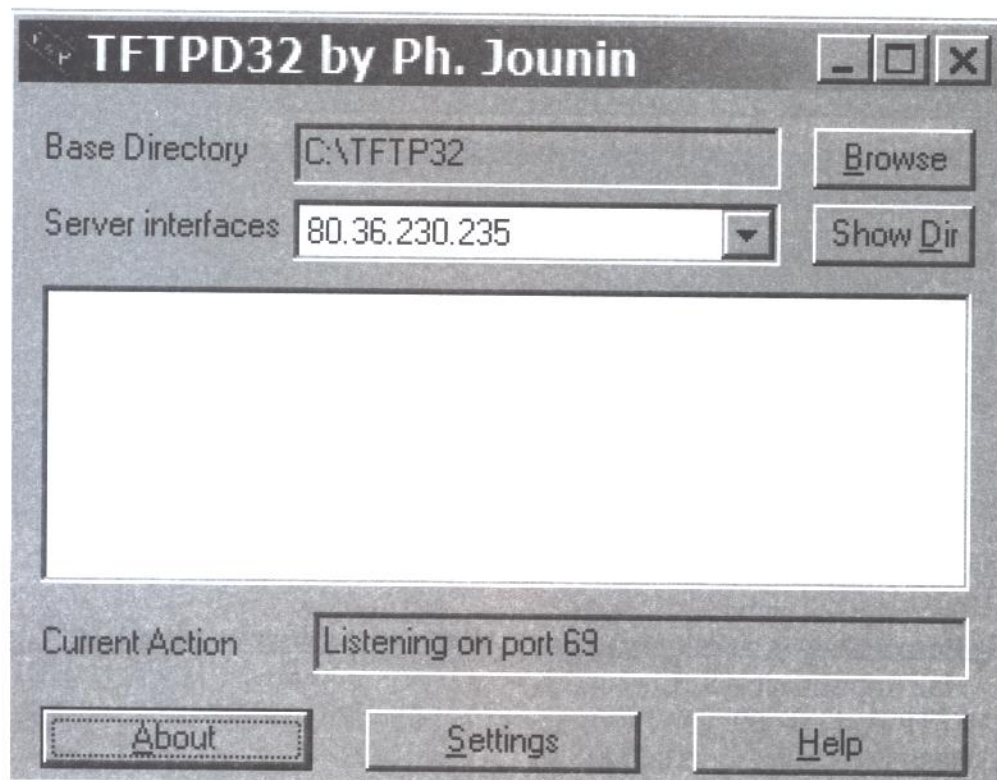 TFTPD32 by Ph. Jounin
Base Directory C:\TFTP32 Browse
Server interfaces 80.36.230.235 Show Dir
Current Action Listening on port 69
About Settings Help